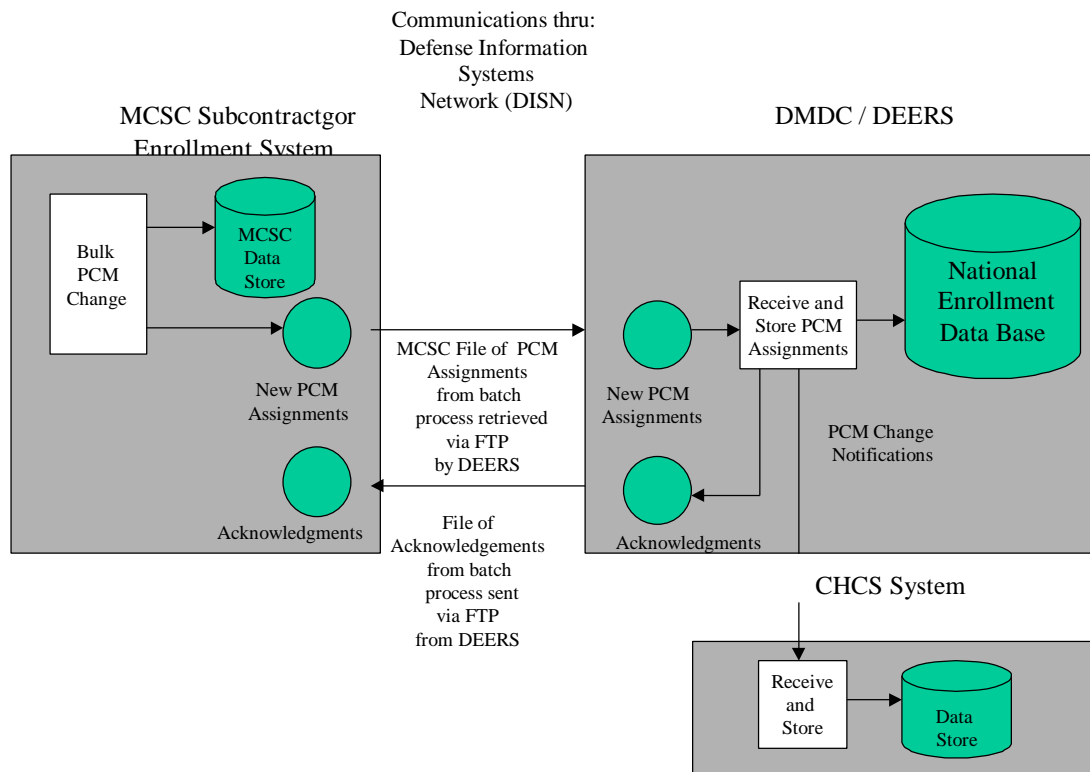 Communications thru:
Defense Information
Systems
Network (DISN)
MCSC Subcontractgor
Enrollment System
DMDC / DEERS
Bulk
PCM
Change
MCSC
Data
Store
New PCM
Assignments
Acknowledgments
MCSC File of PCM
Assignments
from batch
process retrieved
via FTP
by DEERS
File of
Acknowledgements
from batch
process sent
via FTP
from DEERS
New PCM
Assignments
Receive and
Store PCM
Assignments
National
Enrollment
Data Base
PCM Change
Notifications
Acknowledgments
CHCS System
Receive
and
Store
Data
Store